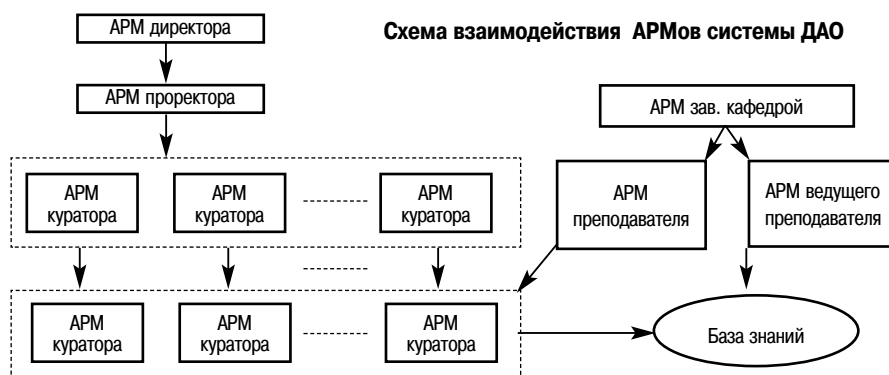 АРМ директора
Схема взаимодействия АРМов системы ДАО
АРМ проректора
АРМ зав. кафедрой
АРМ
куратора
АРМ
куратора
АРМ
куратора
АРМ
преподавателя
АРМ ведущего
преподавателя
АРМ
куратора
АРМ
куратора
АРМ
куратора
База знаний